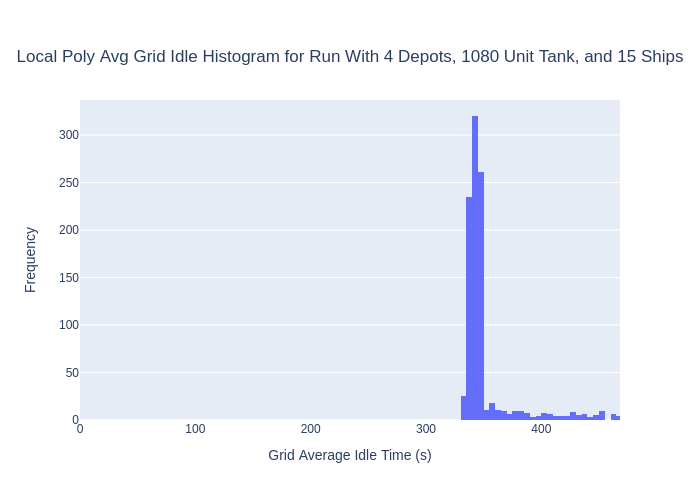 Local Poly Avg Grid Idle Histogram for Run With 4 Depots, 1080 Unit Tank, and 15 Ships
300
250
200
150
100
50
0
Frequency
0 100 200 300 400
Grid Average Idle Time (s)